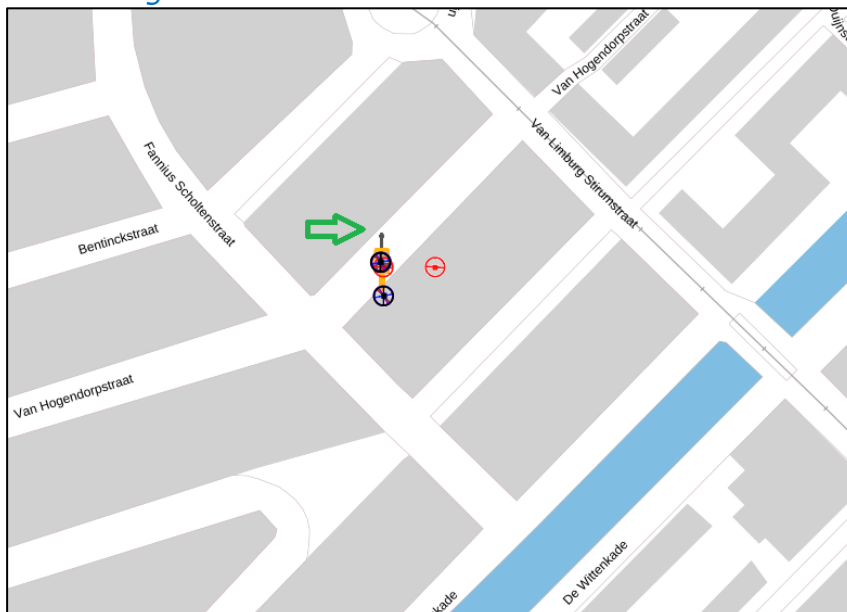 Van Hogendorpstraat
Van Limburg Stirumstraat
Fannius Scholtenstraat
Bentinckstraat
Van Hogendorpstraat
De Wittenkade
kade